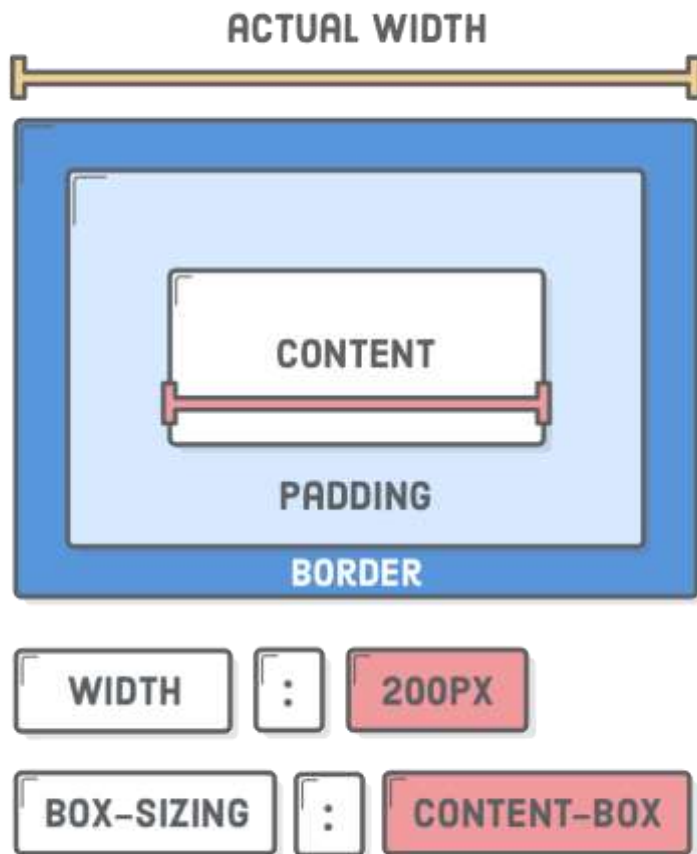 ACTUAL WIDTH
CONTENT
PADDING
BORDER
WIDTH : 200PX
BOX-SIZING : CONTENT-BOX